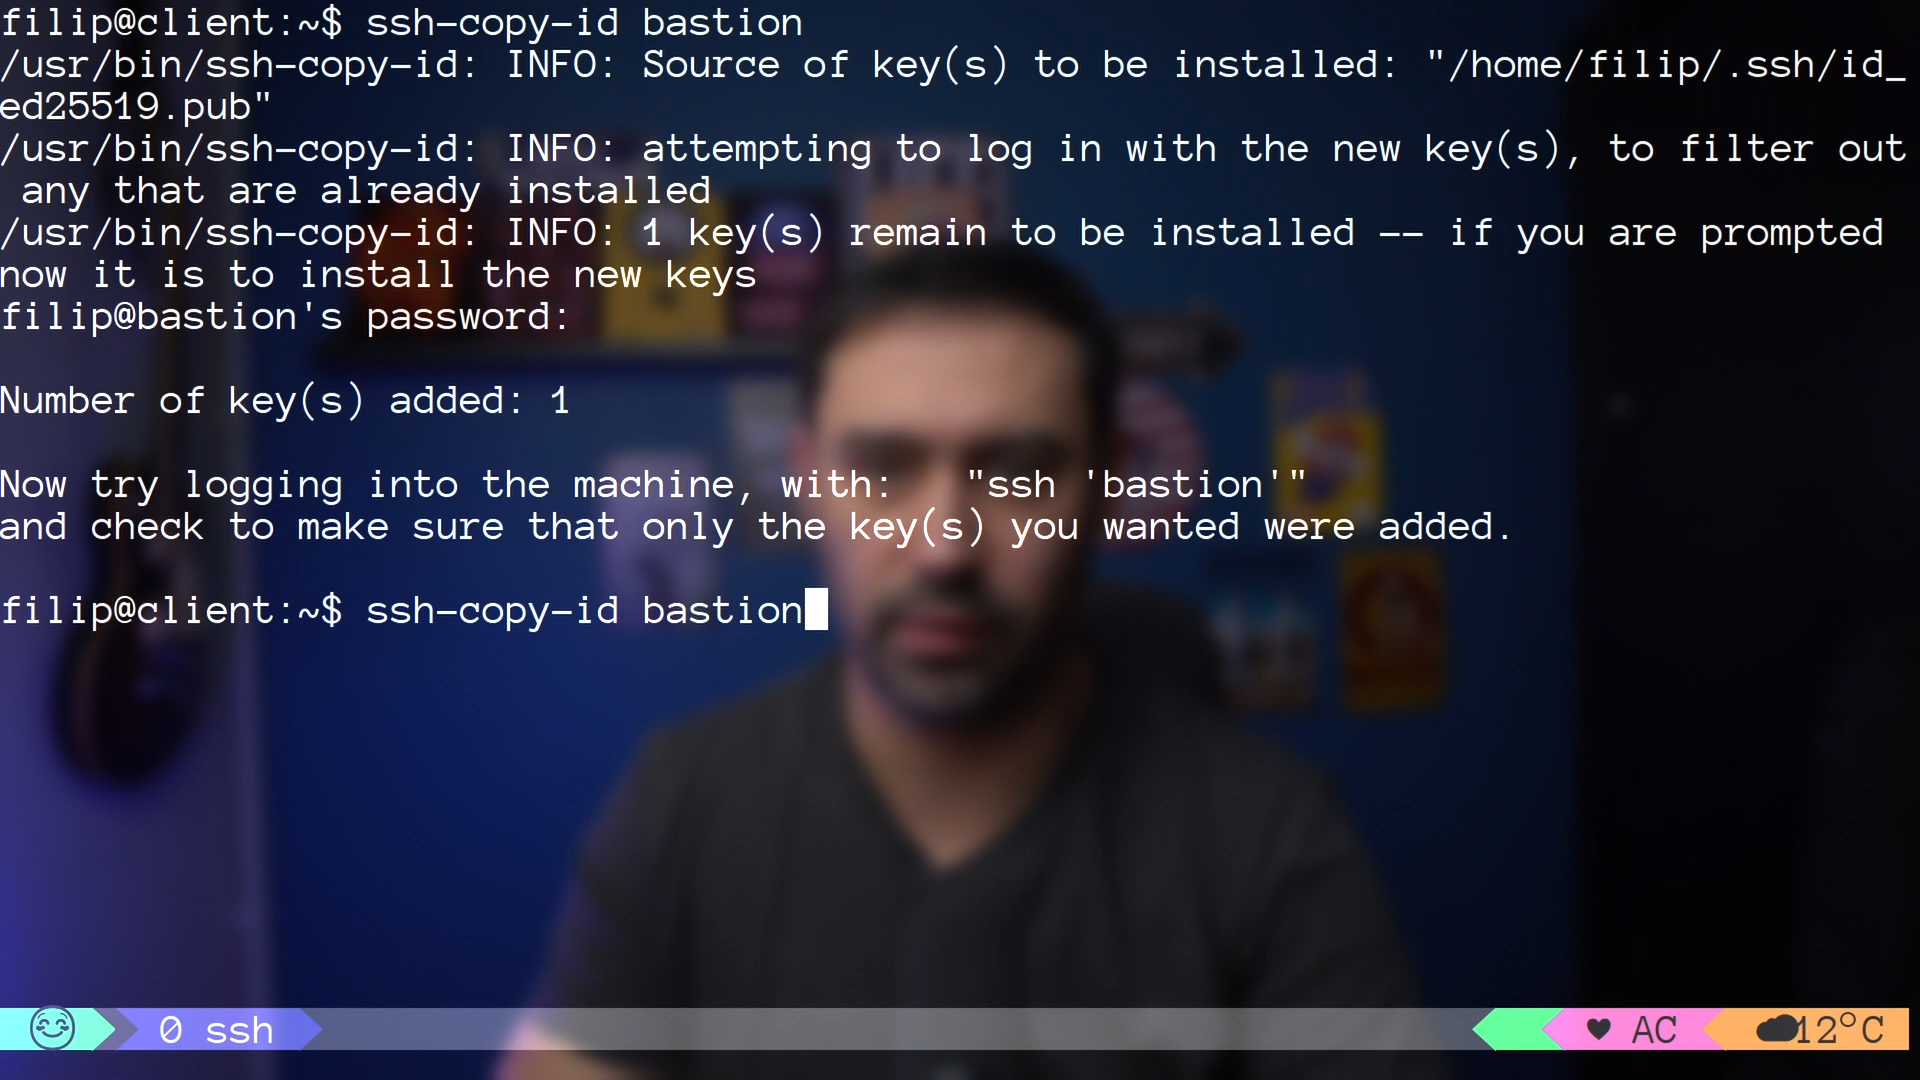 filip@client:~$ ssh-copy-id bastion
/usr/bin/ssh-copy-id: INFO: Source of key(s) to be installed: "/home/filip/.ssh/id_
ed25519.pub"
/usr/bin/ssh-copy-id: INFO: attempting to log in with the new key(s), to filter out
 any that are already installed
/usr/bin/ssh-copy-id: INFO: 1 key(s) remain to be installed -- if you are prompted
now it is to install the new keys
filip@bastion's password:
Number of key(s) added: 1
Now try logging into the machine, with:   "ssh 'bastion'"
and check to make sure that only the key(s) you wanted were added.
filip@client:~$ ssh-copy-id bastion
0 ssh ♥ AC 12°C